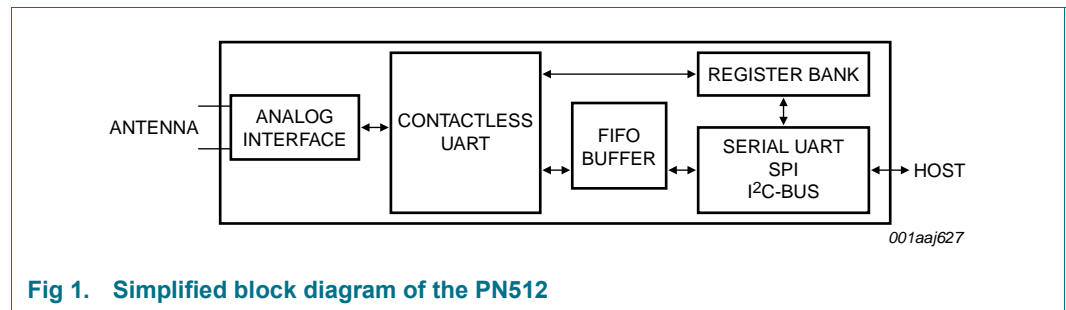 ANTENNA
ANALOG
INTERFACE
CONTACTLESS
UART
FIFO
BUFFER
REGISTER BANK
SERIAL UART
SPI
I²C-BUS
HOST
001aaj627
Fig 1. Simplified block diagram of the PN512